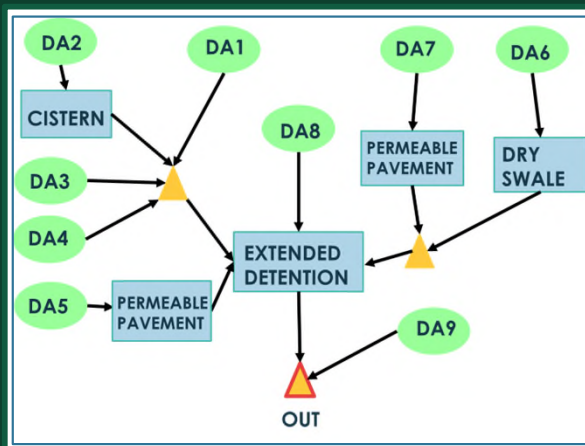 DA2
DA1
DA7
DA6
CISTERN
DA8
PERMEABLE
PAVEMENT
DRY
SWALE
DA3
DA4
EXTENDED
DETENTION
DA5
PERMEABLE
PAVEMENT
DA9
OUT